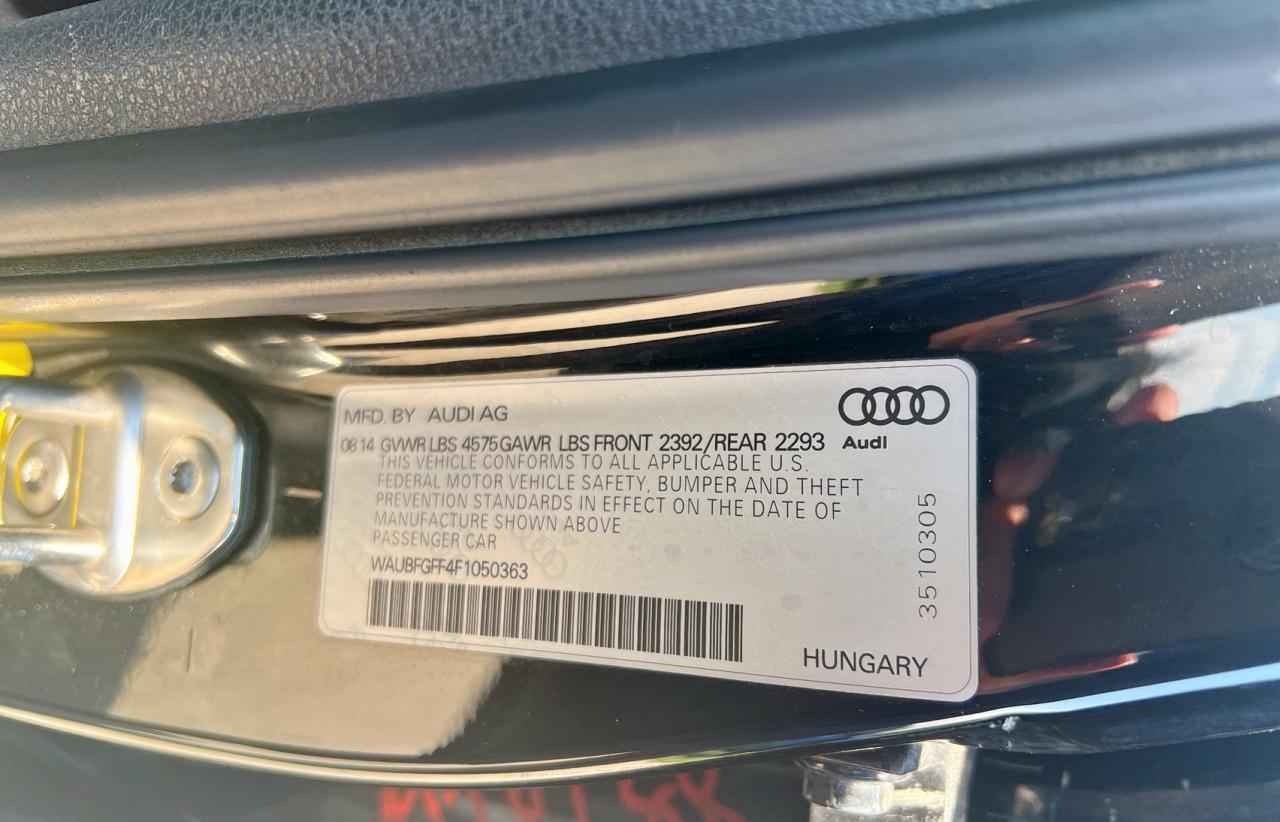 MFD. BY AUDI AG
08 14 GVWR LBS 4575 GAWR LBS FRONT 2392/REAR 2293
Audi
THIS VEHICLE CONFORMS TO ALL APPLICABLE U.S.
FEDERAL MOTOR VEHICLE SAFETY, BUMPER AND THEFT
PREVENTION STANDARDS IN EFFECT ON THE DATE OF
MANUFACTURE SHOWN ABOVE
PASSENGER CAR
WAUBFGFF4F1050363
3510305
HUNGARY